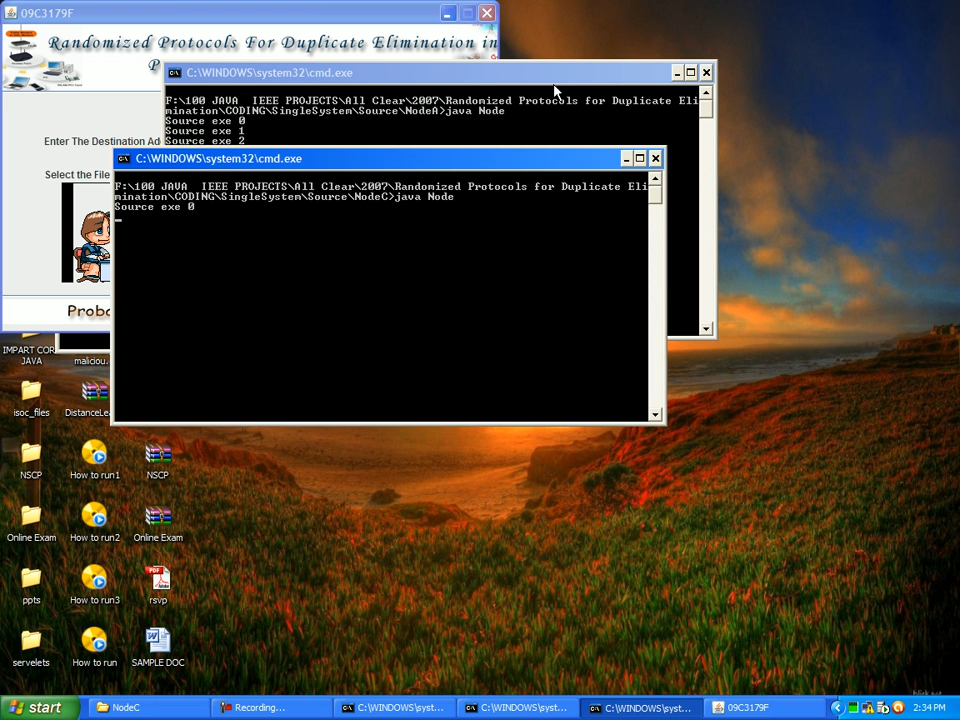 09C3179F
Randomized Protocols For Duplicate Elimination in
P
C:\WINDOWS\system32\cmd.exe
F:\100 JAVA  IEEE PROJECTS\All Clear\2007\Randomized Protocols for Duplicate Eli
mination\CODING\SingleSystem\Source\NodeA>java Node
Source exe 0
Source exe 1
Source exe 2
Enter The Destination Ad
Select the File
C:\WINDOWS\system32\cmd.exe
F:\100 JAVA  IEEE PROJECTS\All Clear\2007\Randomized Protocols for Duplicate Eli
mination\CODING\SingleSystem\Source\NodeC>java Node
Source exe 0
Probo
IMPART COR
JAVA
maliciou.
isoc_files
DistanceLea
NSCP
How to run1
NSCP
Online Exam
How to run2
Online Exam
ppts
How to run3
rsvp
servelets
How to run
SAMPLE DOC
start
NodeC
Recording...
C:\WINDOWS\syst...
C:\WINDOWS\syst...
C:\WINDOWS\syst...
09C3179F
2:34 PM